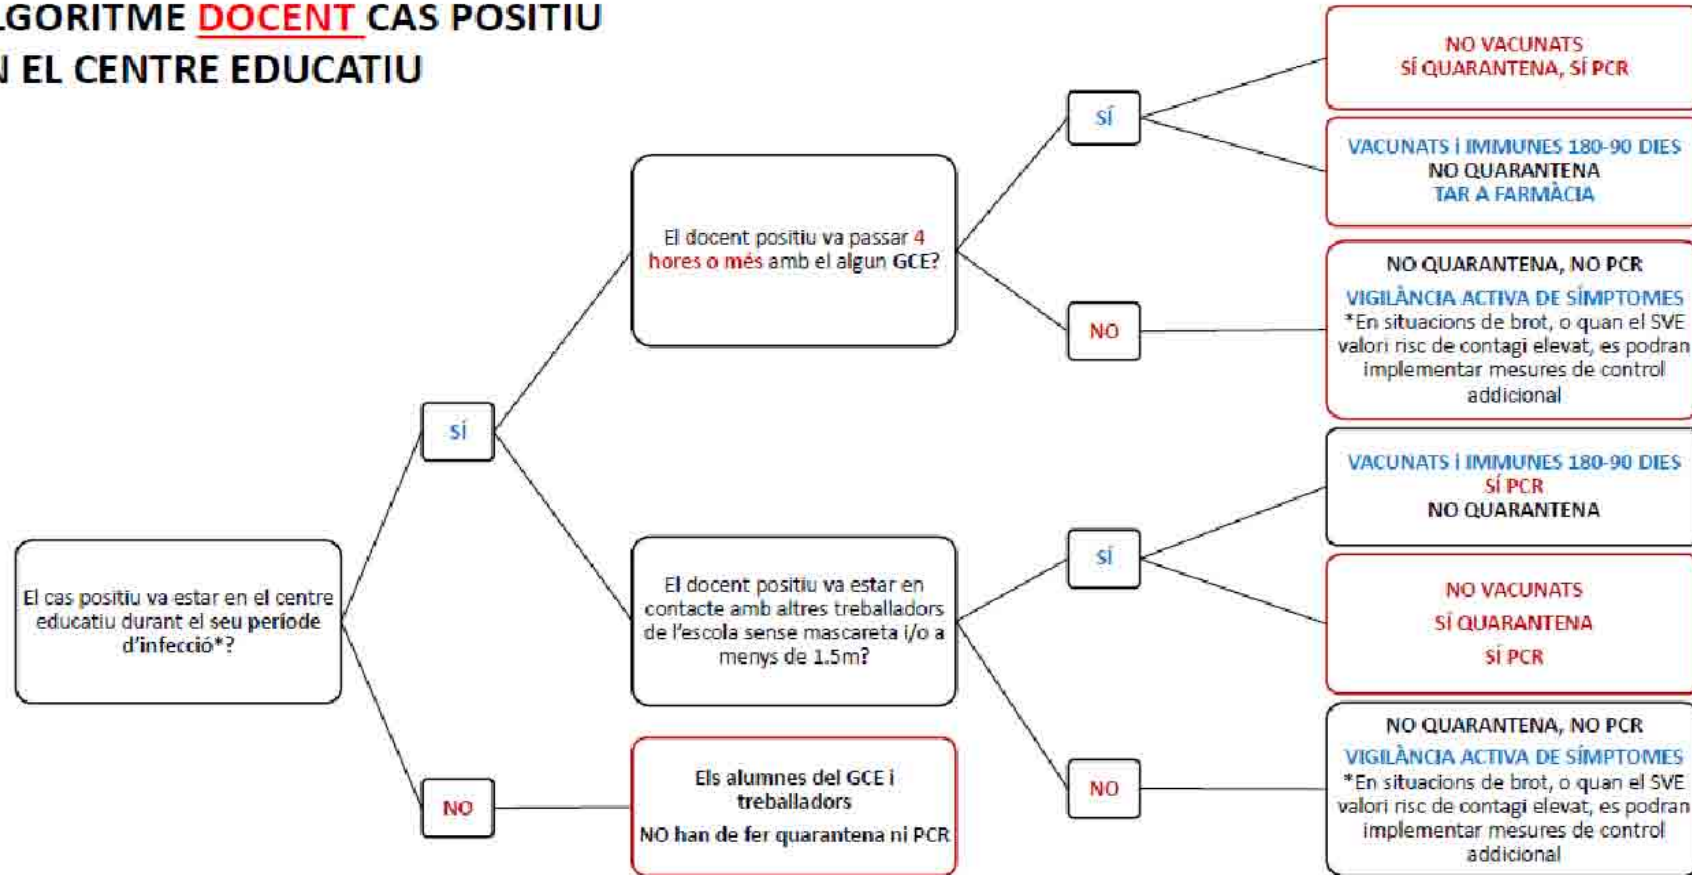 LGORITME DOCENT CAS POSITIU
N EL CENTRE EDUCATIU
El cas positiu va estar en el centre
educatiu durant el seu període
d'infecció*?
SÍ
NO
El docent positiu va passar 4
hores o més amb el algun GCE?
El docent positiu va estar en
contacte amb altres treballadors
de l'escola sense mascareta i/o a
menys de 1.5m?
Els alumnes del GCE i
treballadors
NO han de fer quarantena ni PCR
SÍ
NO
SÍ
NO
NO VACUNATS
SÍ QUARANTENA, SÍ PCR
VACUNATS i IMMUNES 180-90 DIES
NO QUARANTENA
TAR A FARMÀCIA
NO QUARANTENA, NO PCR
VIGILÀNCIA ACTIVA DE SÍMPTOMES
*En situacions de brot, o quan el SVE
valori risc de contagi elevat, es podran
implementar mesures de control
addicional
VACUNATS i IMMUNES 180-90 DIES
SÍ PCR
NO QUARANTENA
NO VACUNATS
SÍ QUARANTENA
SÍ PCR
NO QUARANTENA, NO PCR
VIGILÀNCIA ACTIVA DE SÍMPTOMES
*En situacions de brot, o quan el SVE
valori risc de contagi elevat, es podran
implementar mesures de control
addicional